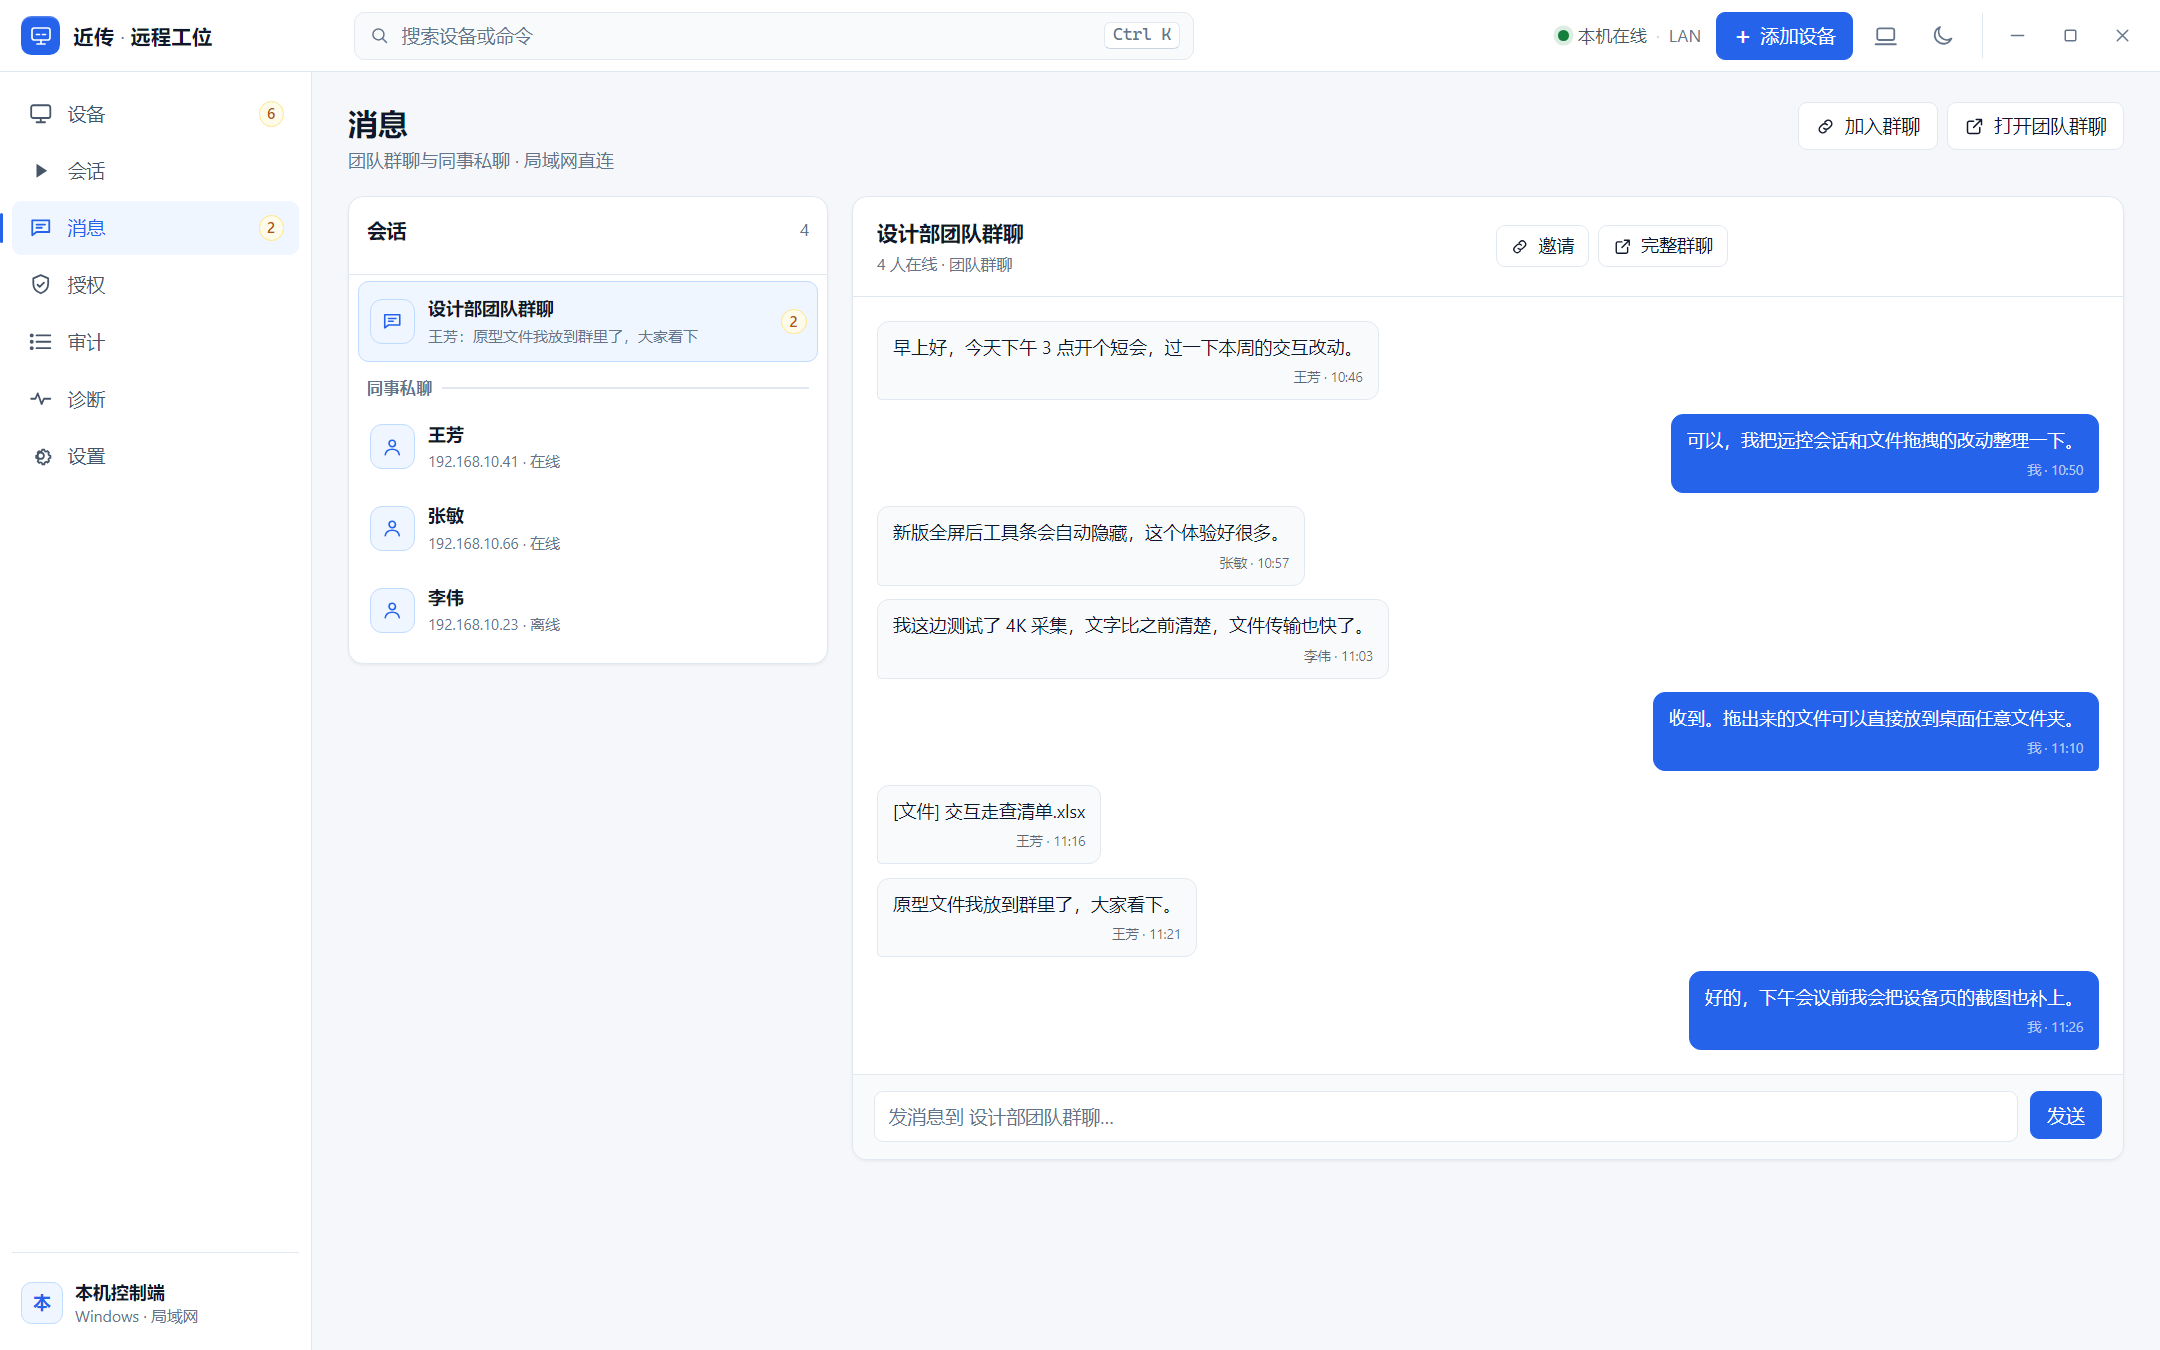 近传 · 远程工位
搜索设备或命令
Ctrl K
本机在线 · LAN
+ 添加设备
设备
6
会话
消息
2
授权
审计
诊断
设置
本
本机控制端
Windows · 局域网
消息
团队群聊与同事私聊 · 局域网直连
加入群聊
打开团队群聊
会话
4
设计部团队群聊
王芳：原型文件我放到群里了，大家看下
2
同事私聊
王芳
192.168.10.41 · 在线
张敏
192.168.10.66 · 在线
李伟
192.168.10.23 · 离线
设计部团队群聊
4 人在线 · 团队群聊
邀请
完整群聊
早上好，今天下午 3 点开个短会，过一下本周的交互改动。
王芳 · 10:46
可以，我把远控会话和文件拖拽的改动整理一下。
我 · 10:50
新版全屏后工具条会自动隐藏，这个体验好很多。
张敏 · 10:57
我这边测试了 4K 采集，文字比之前清楚，文件传输也快了。
李伟 · 11:03
收到。拖出来的文件可以直接放到桌面任意文件夹。
我 · 11:10
[文件] 交互走查清单.xlsx
王芳 · 11:16
原型文件我放到群里了，大家看下。
王芳 · 11:21
好的，下午会议前我会把设备页的截图也补上。
我 · 11:26
发消息到 设计部团队群聊...
发送